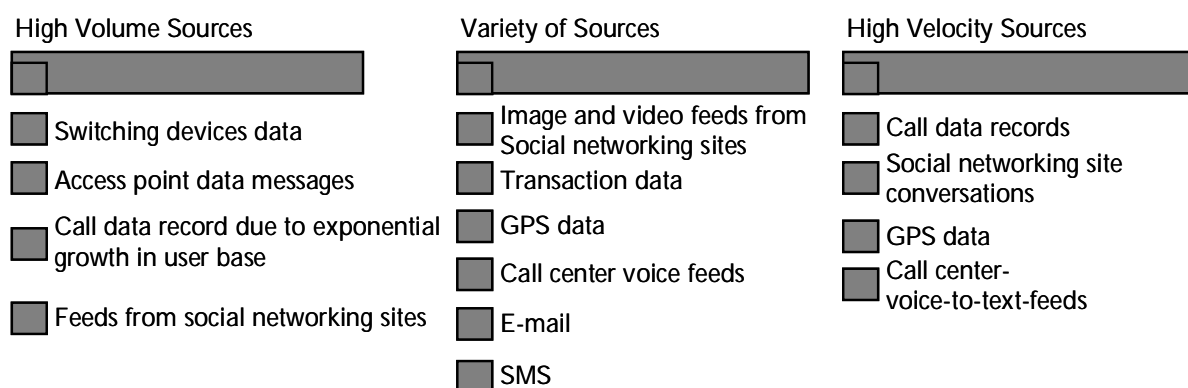 High Volume Sources
Switching devices data
Access point data messages
Call data record due to exponential
growth in user base
Feeds from social networking sites
Variety of Sources
Image and video feeds from
Social networking sites
Transaction data
GPS data
Call center voice feeds
E-mail
SMS
High Velocity Sources
Call data records
Social networking site
conversations
GPS data
Call center-
voice-to-text-feeds